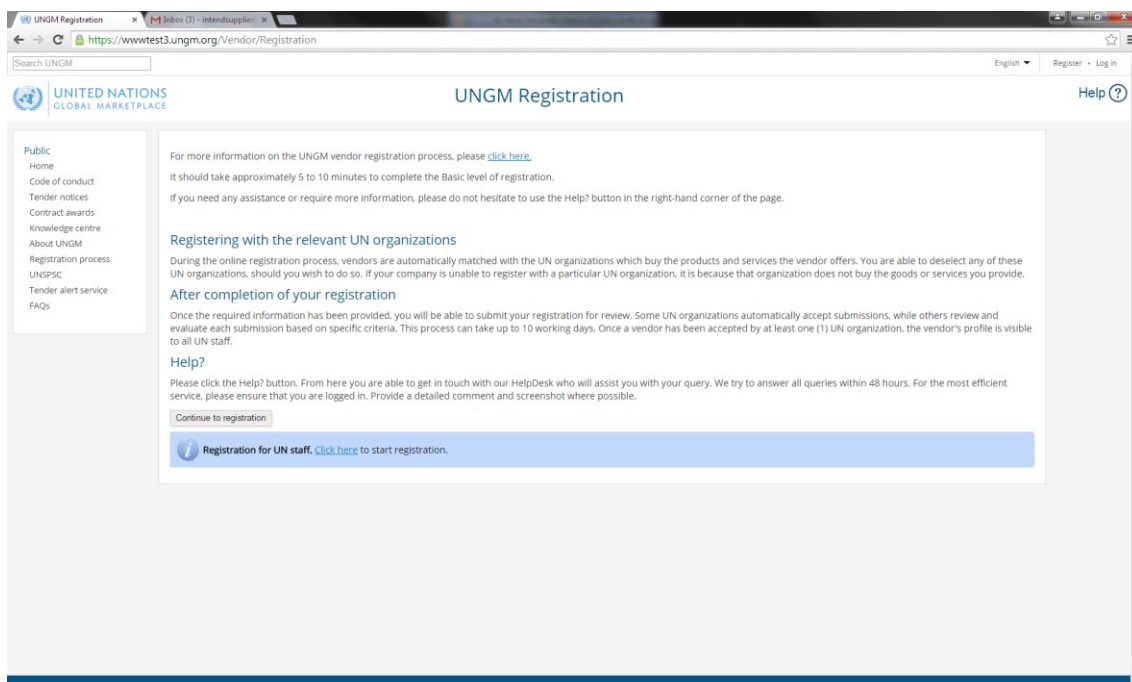 UNGM Registration
Inbox (3) - intendsupplier
https://wwwtest3.ungm.org/Vendor/Registration
Search UNGM
English
Register • Log in
UNITED NATIONS
GLOBAL MARKETPLACE
UNGM Registration
Help ?
Public
Home
Code of conduct
Tender notices
Contract awards
Knowledge centre
About UNGM
Registration process
UNSPSC
Tender alert service
FAQs
For more information on the UNGM vendor registration process, please click here.
It should take approximately 5 to 10 minutes to complete the Basic level of registration.
If you need any assistance or require more information, please do not hesitate to use the Help? button in the right-hand corner of the page.
Registering with the relevant UN organizations
During the online registration process, vendors are automatically matched with the UN organizations which buy the products and services the vendor offers. You are able to deselect any of these
UN organizations, should you wish to do so. If your company is unable to register with a particular UN organization, it is because that organization does not buy the goods or services you provide.
After completion of your registration
Once the required information has been provided, you will be able to submit your registration for review. Some UN organizations automatically accept submissions, while others review and
evaluate each submission based on specific criteria. This process can take up to 10 working days. Once a vendor has been accepted by at least one (1) UN organization, the vendor's profile is visible
to all UN staff.
Help?
Please click the Help? button. From here you are able to get in touch with our HelpDesk who will assist you with your query. We try to answer all queries within 48 hours. For the most efficient
service, please ensure that you are logged in. Provide a detailed comment and screenshot where possible.
Continue to registration
Registration for UN staff. Click here to start registration.